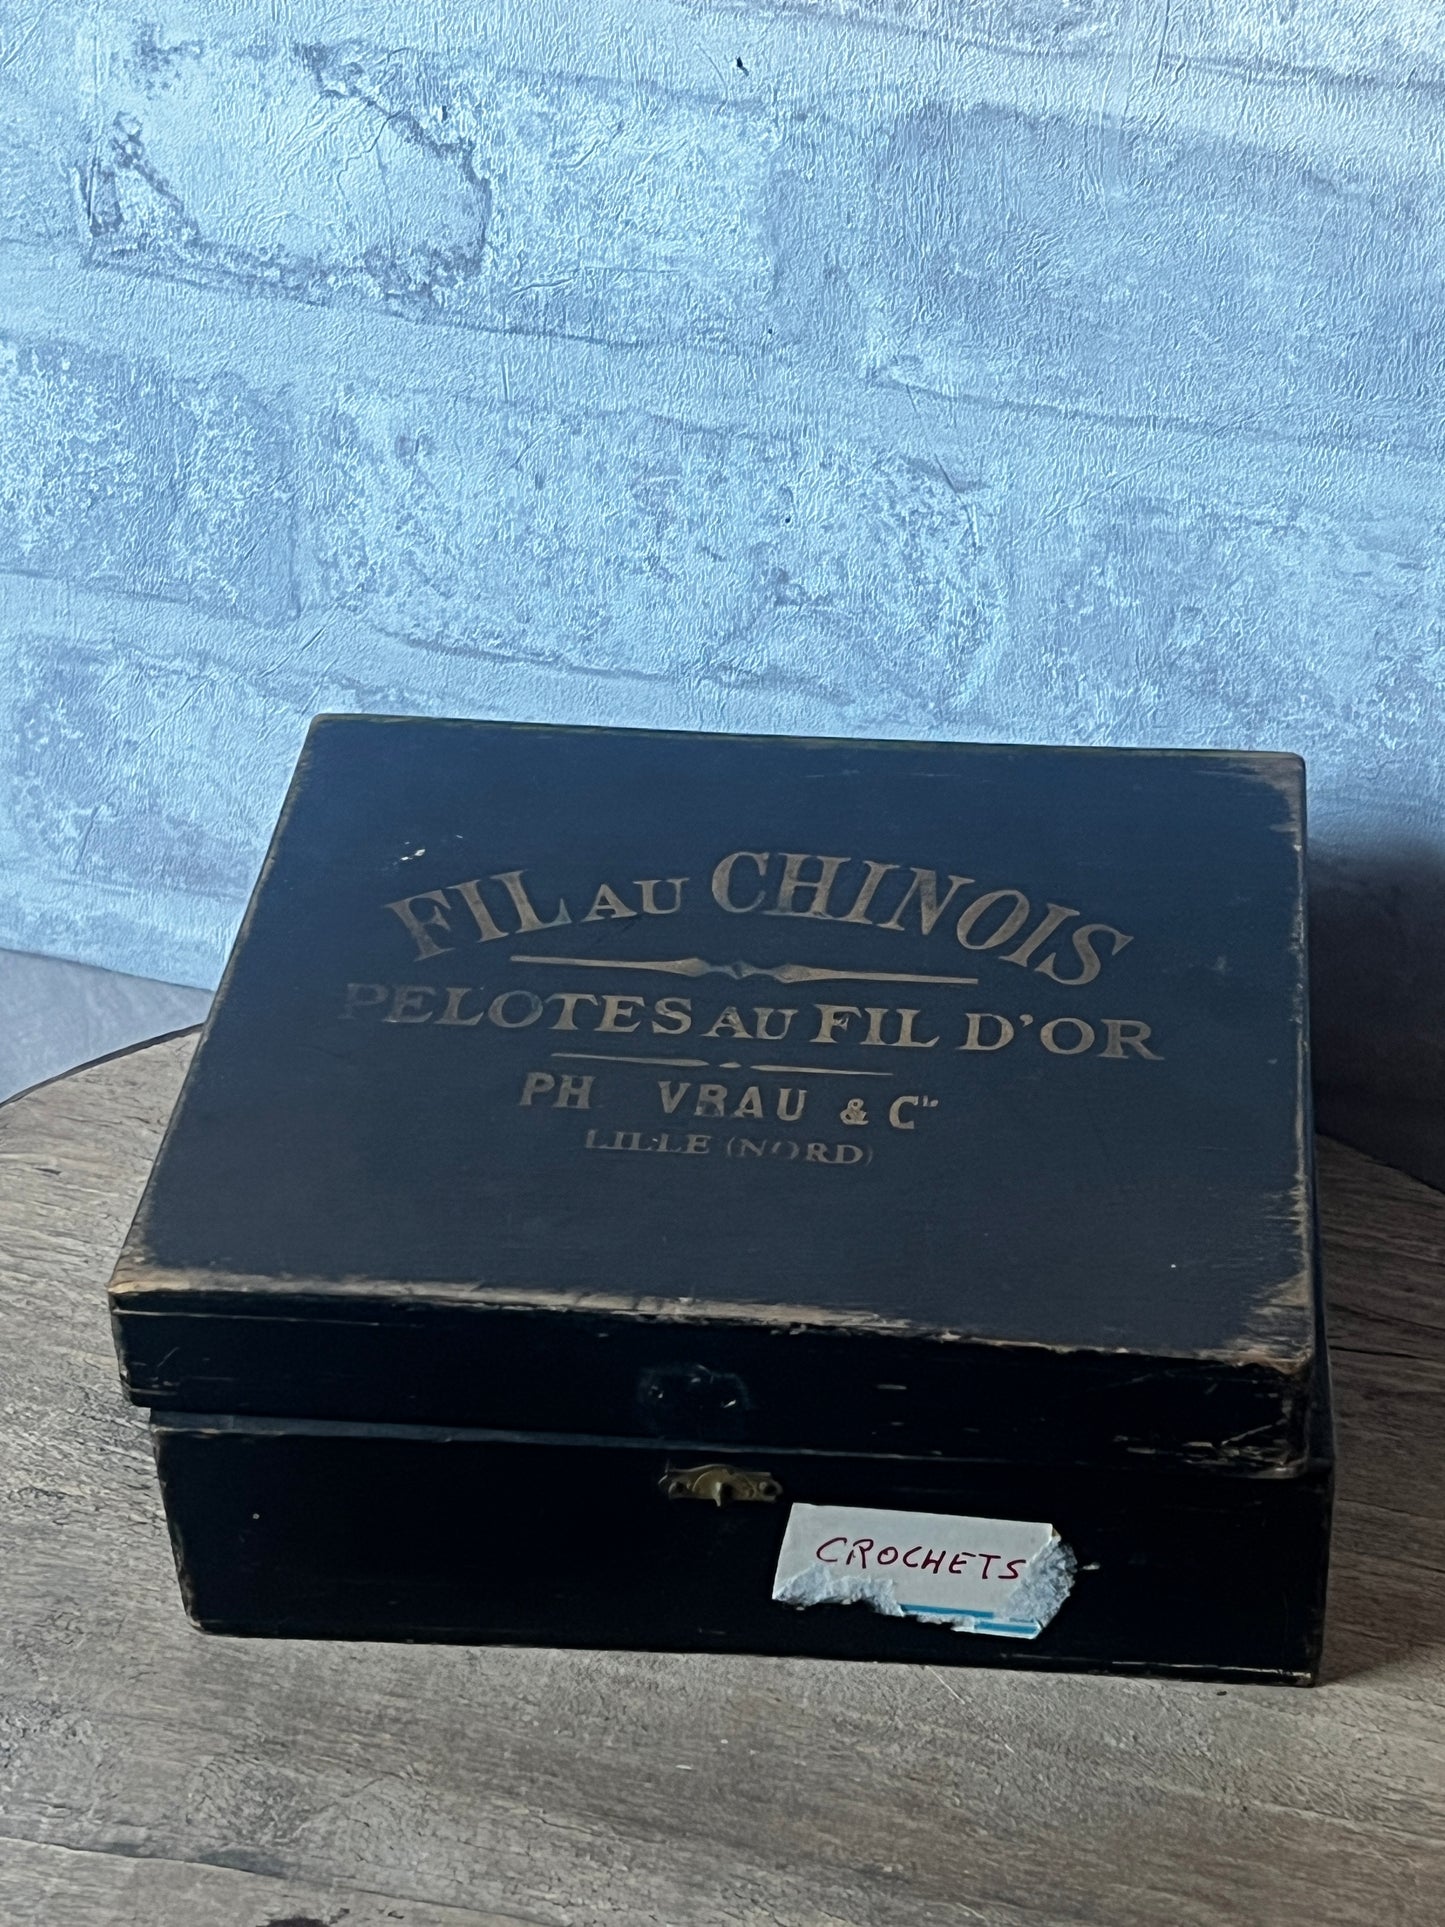 FIL AU CHINOIS
PELOTES AU FIL D'OR
PH VRAU & Cie
LILLE (NORD)
CROCHETS